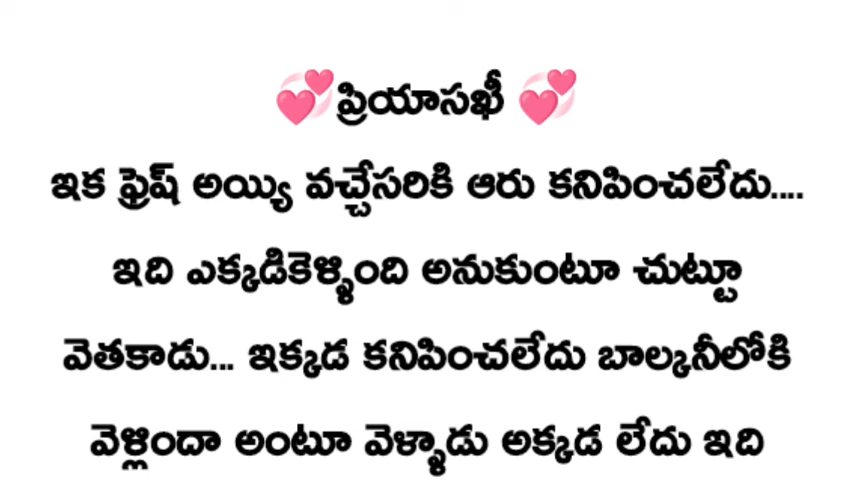 💞ప్రియాసఖీ 💞
ఇక ఫ్రెష్ అయ్యి వచ్చేసరికి ఆరు కనిపించలేదు....
ఇది ఎక్కడికెళ్ళింది అనుకుంటూ చుట్టూ
వెతకాడు... ఇక్కడ కనిపించలేదు బాల్కనీలోకి
వెళ్లిందా అంటూ వెళ్ళాడు అక్కడ లేదు ఇది